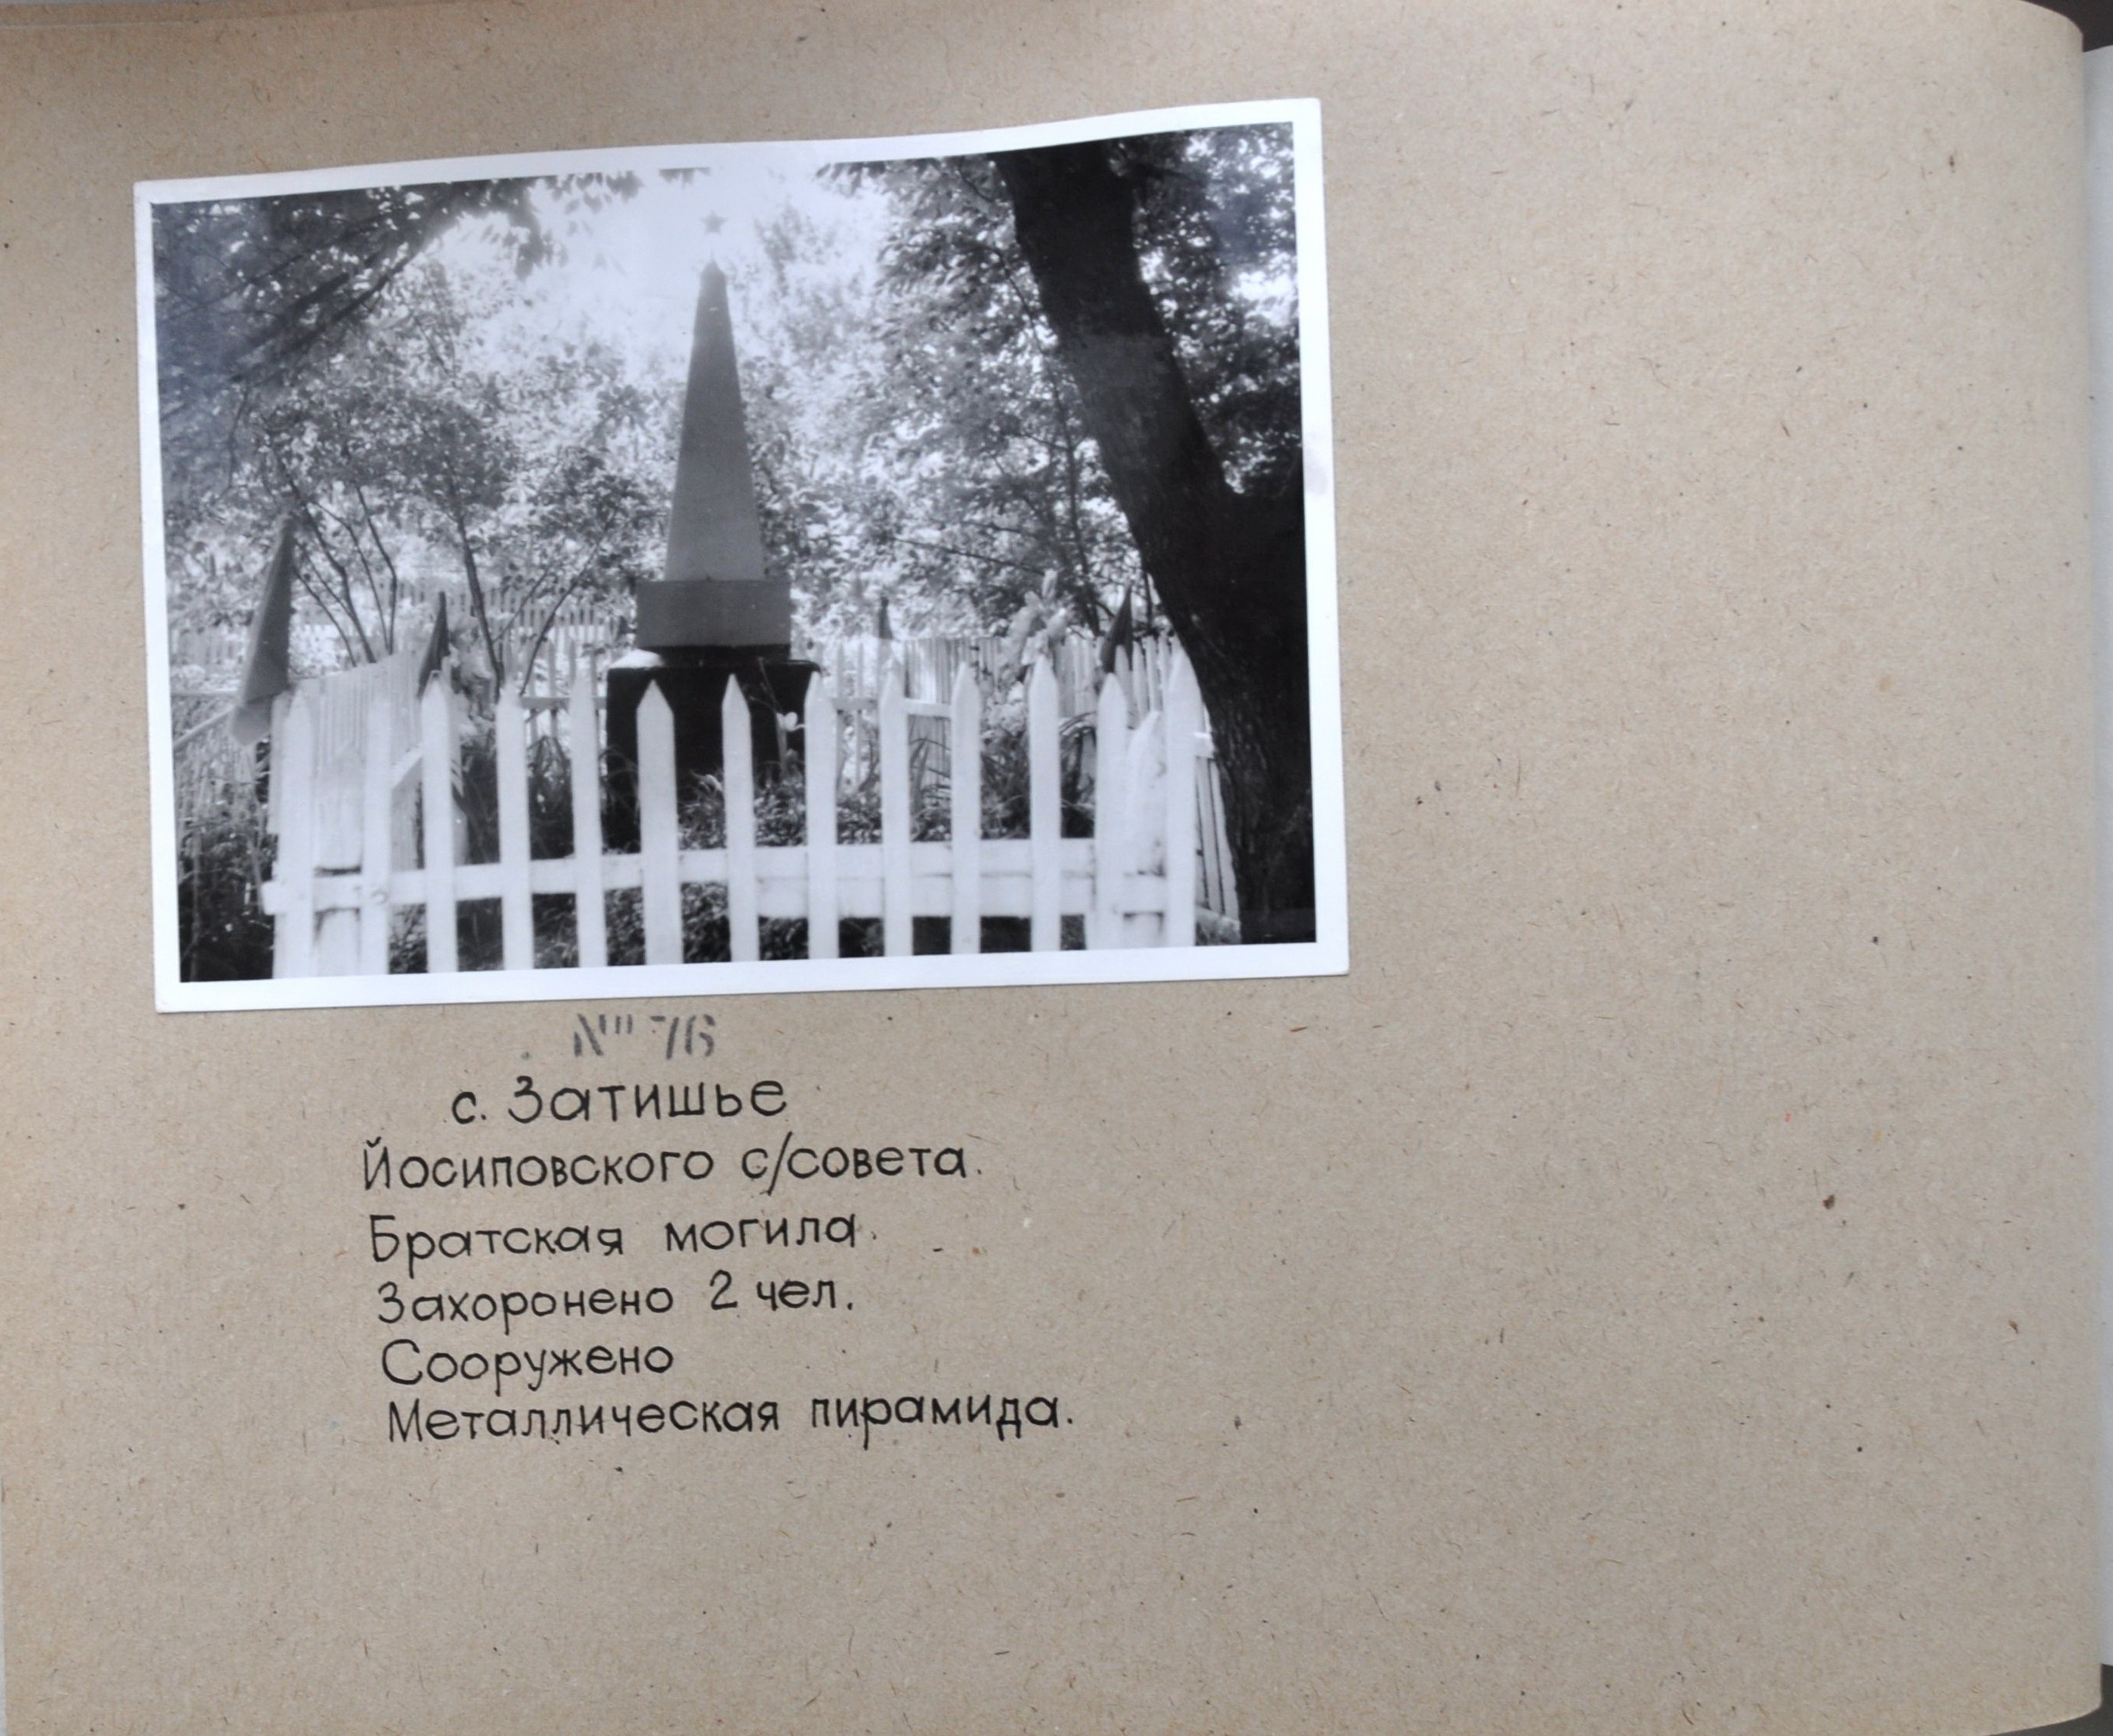 № 76
с. Затишье
Йосиповского с/совета.
Братская могила.
Захоронено 2 чел.
Сооружено
Металлическая пирамида.